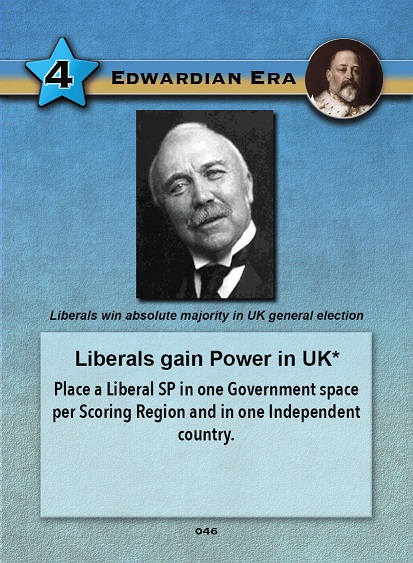 4
EDWARDIAN ERA
Liberals win absolute majority in UK general election
Liberals gain Power in UK*
Place a Liberal SP in one Government space
per Scoring Region and in one Independent
country.
046